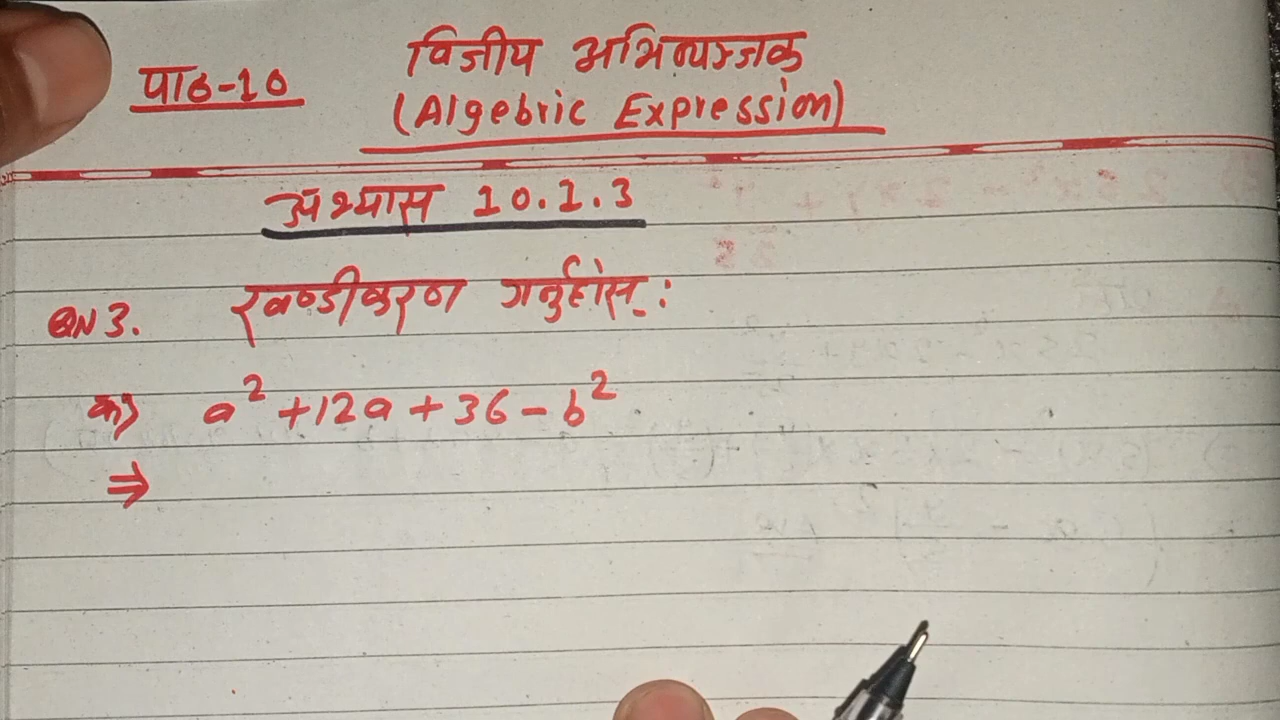 पाठ-10
विजीय अभिव्यञ्जक
(Algebric Expression)
अभ्यास 10.1.3
QN 3. खण्डीकरण गर्नुहोस्:
क) a² + 12a + 36 - b²
⇒